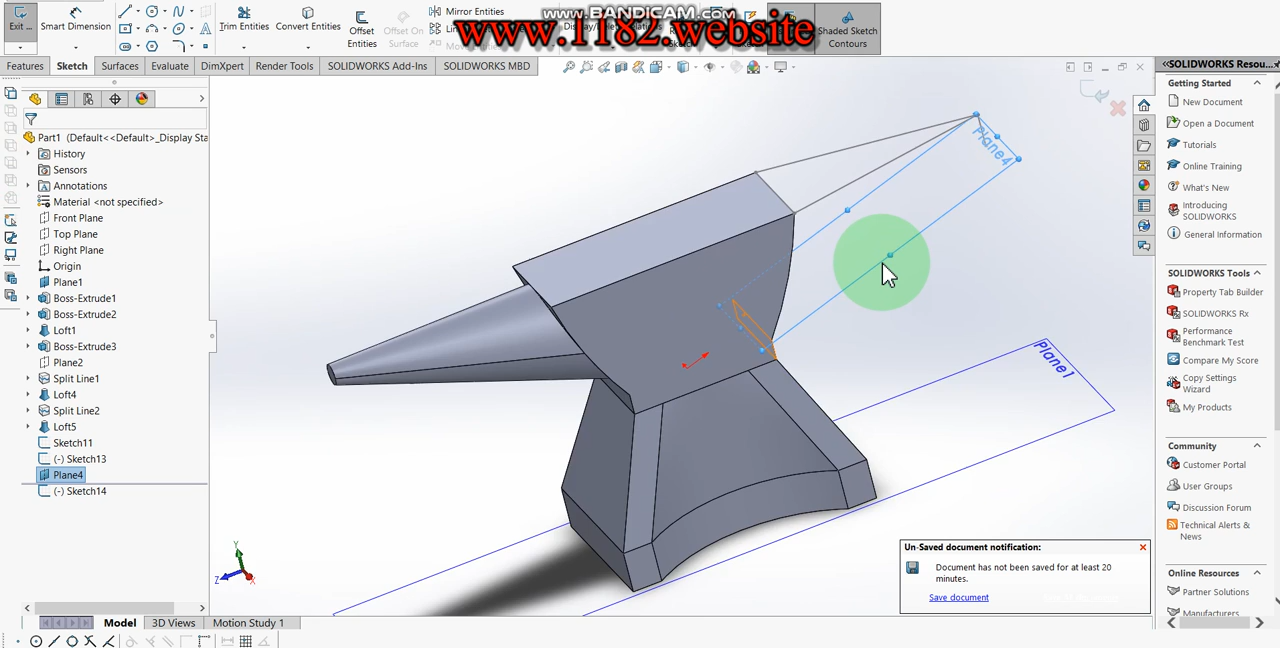 www.BANDICAM.com
www.1182.website
Exit ...
Smart Dimension
Trim Entities
Convert Entities
Offset Entities
Offset On Surface
Mirror Entities
Shaded Sketch Contours
Features
Sketch
Surfaces
Evaluate
DimXpert
Render Tools
SOLIDWORKS Add-Ins
SOLIDWORKS MBD
Part1 (Default<<Default>_Display Sta
History
Sensors
Annotations
Material <not specified>
Front Plane
Top Plane
Right Plane
Origin
Plane1
Boss-Extrude1
Boss-Extrude2
Loft1
Boss-Extrude3
Plane2
Split Line1
Loft4
Split Line2
Loft5
Sketch11
(-) Sketch13
Plane4
(-) Sketch14
Plane4
Plane1
Y
Z
X
Un-Saved document notification:
Document has not been saved for at least 20 minutes.
Save document
Model
3D Views
Motion Study 1
SOLIDWORKS Resou...
Getting Started
New Document
Open a Document
Tutorials
Online Training
What's New
Introducing SOLIDWORKS
General Information
SOLIDWORKS Tools
Property Tab Builder
SOLIDWORKS Rx
Performance Benchmark Test
Compare My Score
Copy Settings Wizard
My Products
Community
Customer Portal
User Groups
Discussion Forum
Technical Alerts & News
Online Resources
Partner Solutions
Manufacturers